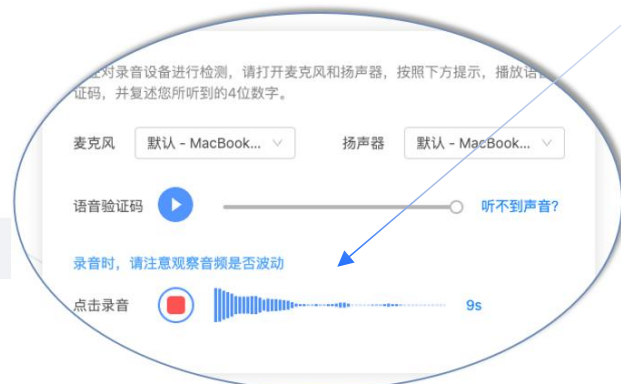 对录音设备进行检测，请打开麦克风和扬声器，按照下方提示，播放语
证码，并复述您所听到的4位数字。
麦克风 默认 - MacBook... 扬声器 默认 - MacBook...
语音验证码 听不到声音?
录音时，请注意观察音频是否波动
点击录音 9s